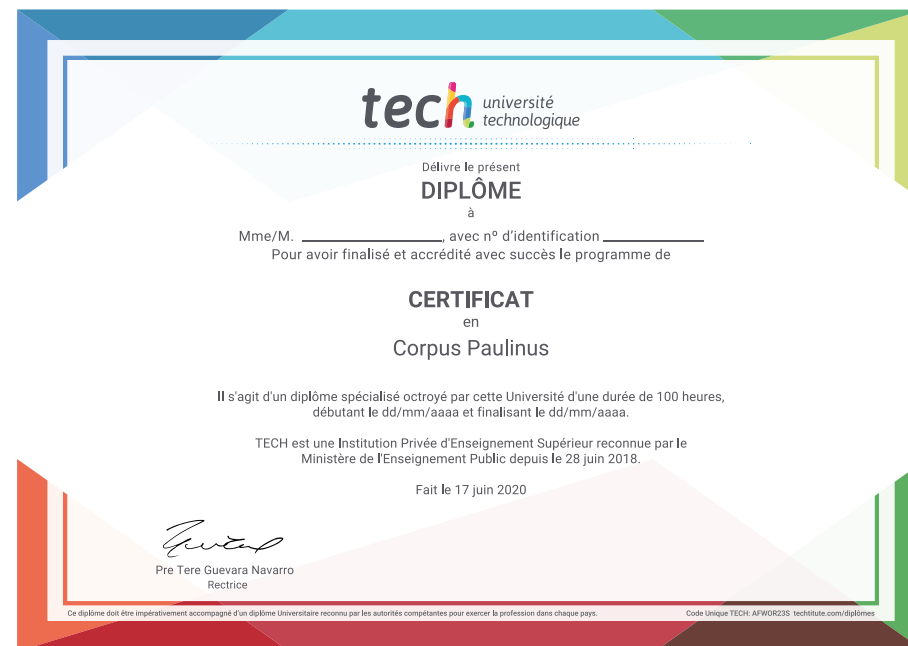 tech université
technologique
Délivre le présent
DIPLÔME
à
Mme/M. ____________________, avec nº d'identification ______________
Pour avoir finalisé et accrédité avec succès le programme de
CERTIFICAT
en
Corpus Paulinus
Il s'agit d'un diplôme spécialisé octroyé par cette Université d'une durée de 100 heures,
débutant le dd/mm/aaaa et finalisant le dd/mm/aaaa.
TECH est une Institution Privée d'Enseignement Supérieur reconnue par le
Ministère de l'Enseignement Public depuis le 28 juin 2018.
Fait le 17 juin 2020
Pre Tere Guevara Navarro
Rectrice
Ce diplôme doit être impérativement accompagné d'un diplôme Universitaire reconnu par les autorités compétantes pour exercer la profession dans chaque pays.
Code Unique TECH: AFWOR23S techtitute.com/diplômes